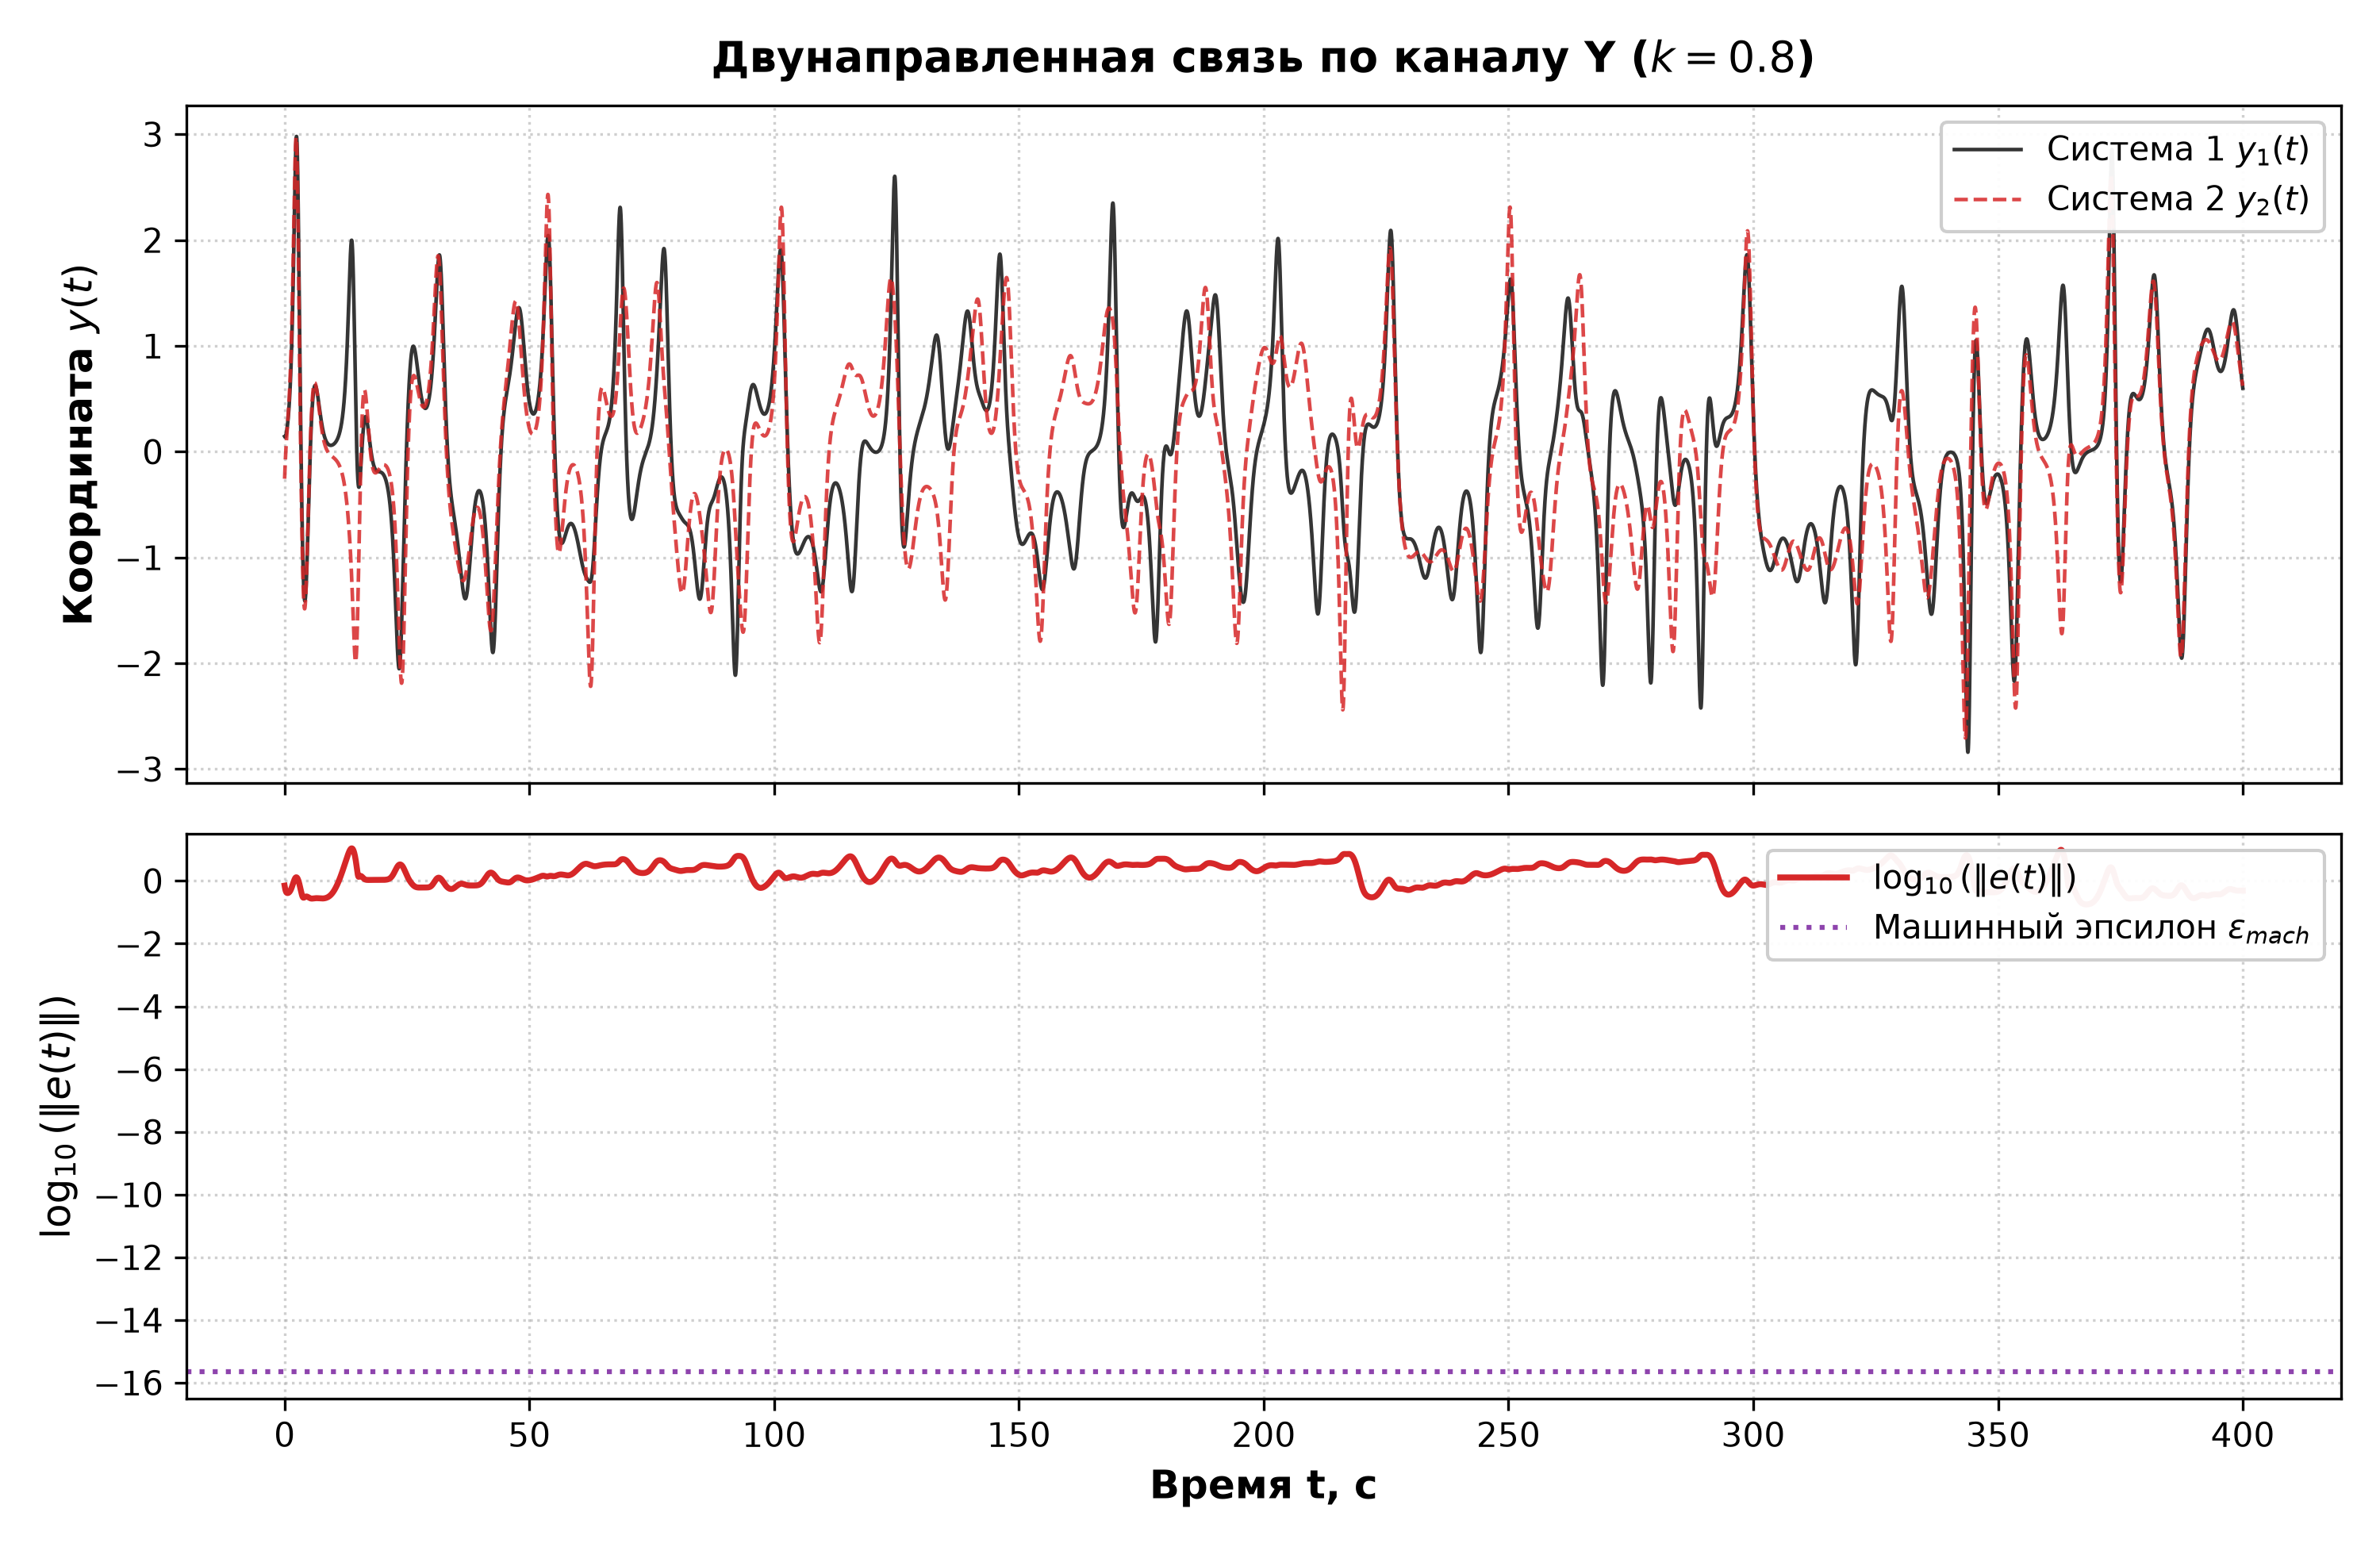 Двунаправленная связь по каналу Y (k = 0.8)
Координата y(t)
3
2
1
0
−1
−2
−3
Система 1 y₁(t)
Система 2 y₂(t)
log₁₀(‖e(t)‖)
0
−2
−4
−6
−8
−10
−12
−14
−16
log₁₀(‖e(t)‖)
Машинный эпсилон εₘₐcₕ
0 50 100 150 200 250 300 350 400
Время t, с